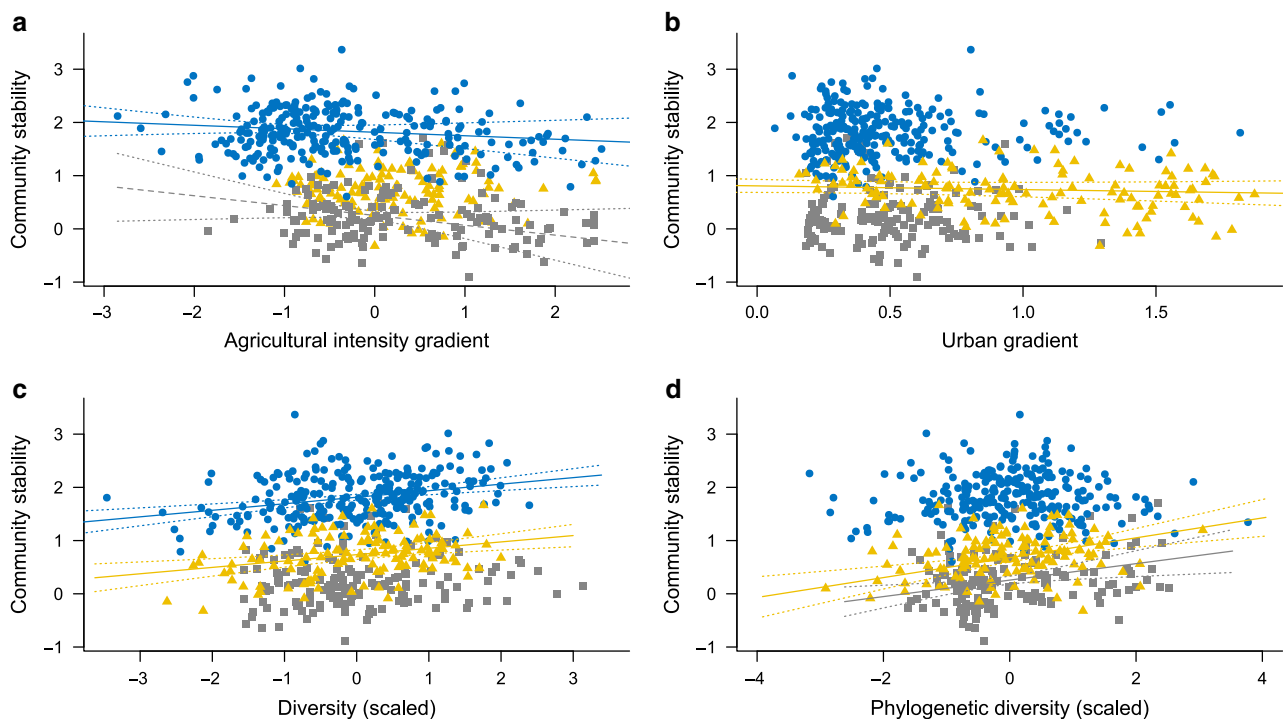 a
Community stability
3
2
1
0
–1
–3 –2 –1 0 1 2
Agricultural intensity gradient
b
Community stability
3
2
1
0
–1
0.0 0.5 1.0 1.5
Urban gradient
c
Community stability
3
2
1
0
–1
–3 –2 –1 0 1 2 3
Diversity (scaled)
d
Community stability
3
2
1
0
–1
–4 –2 0 2 4
Phylogenetic diversity (scaled)